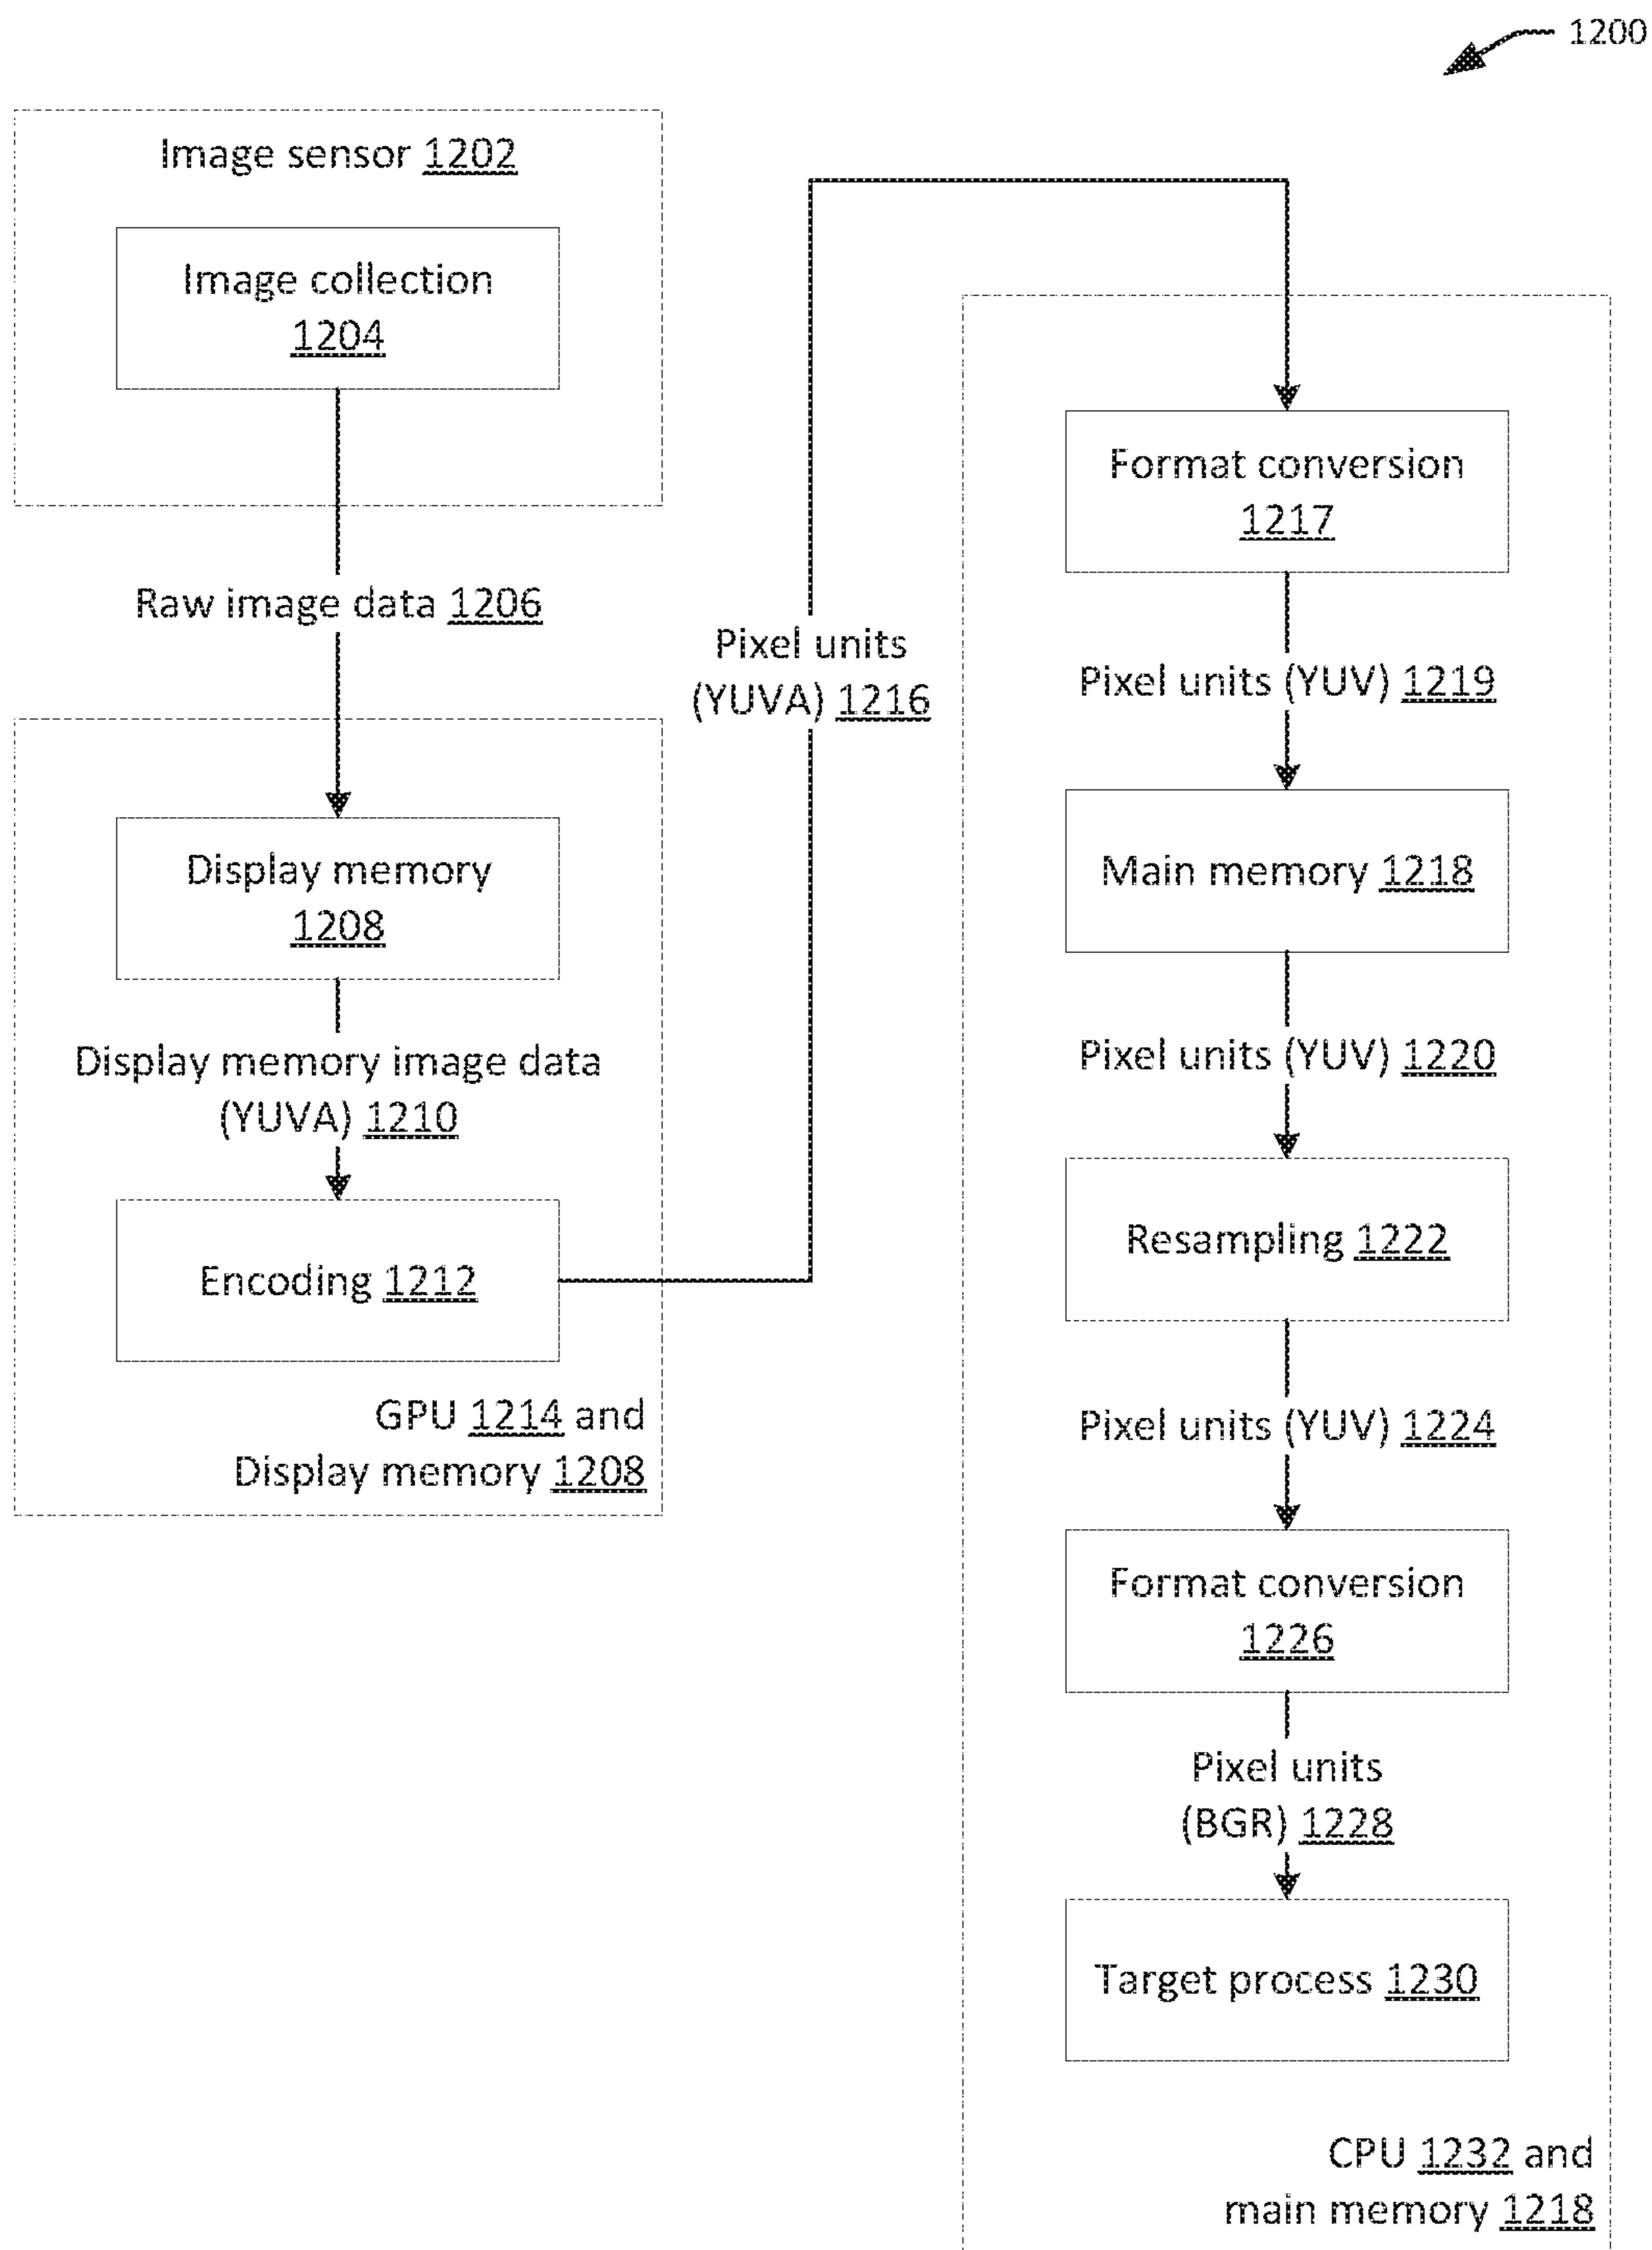 1200
Image sensor 1202
Image collection
1204
Raw image data 1206
Display memory
1208
Display memory image data
(YUVA) 1210
Encoding 1212
GPU 1214 and
Display memory 1208
Pixel units
(YUVA) 1216
Format conversion
1217
Pixel units (YUV) 1219
Main memory 1218
Pixel units (YUV) 1220
Resampling 1222
Pixel units (YUV) 1224
Format conversion
1226
Pixel units
(BGR) 1228
Target process 1230
CPU 1232 and
main memory 1218